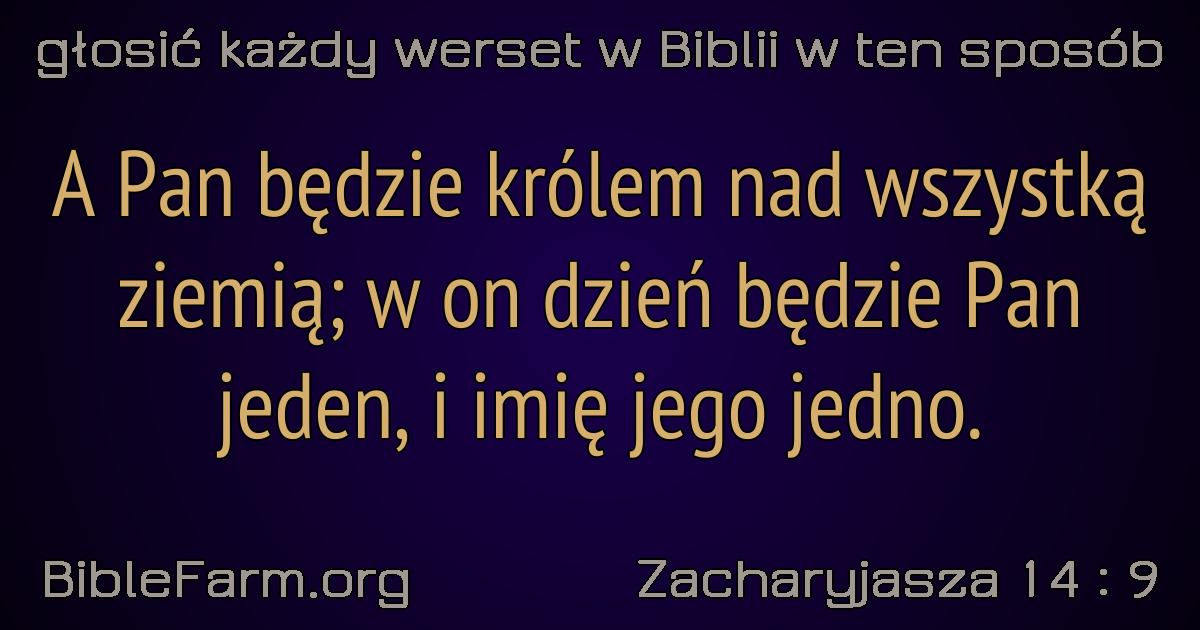 głosić każdy werset w Biblii w ten sposób
A Pan będzie królem nad wszystką
ziemią; w on dzień będzie Pan
jeden, i imię jego jedno.
BibleFarm.org
Zacharyjasza 14 : 9